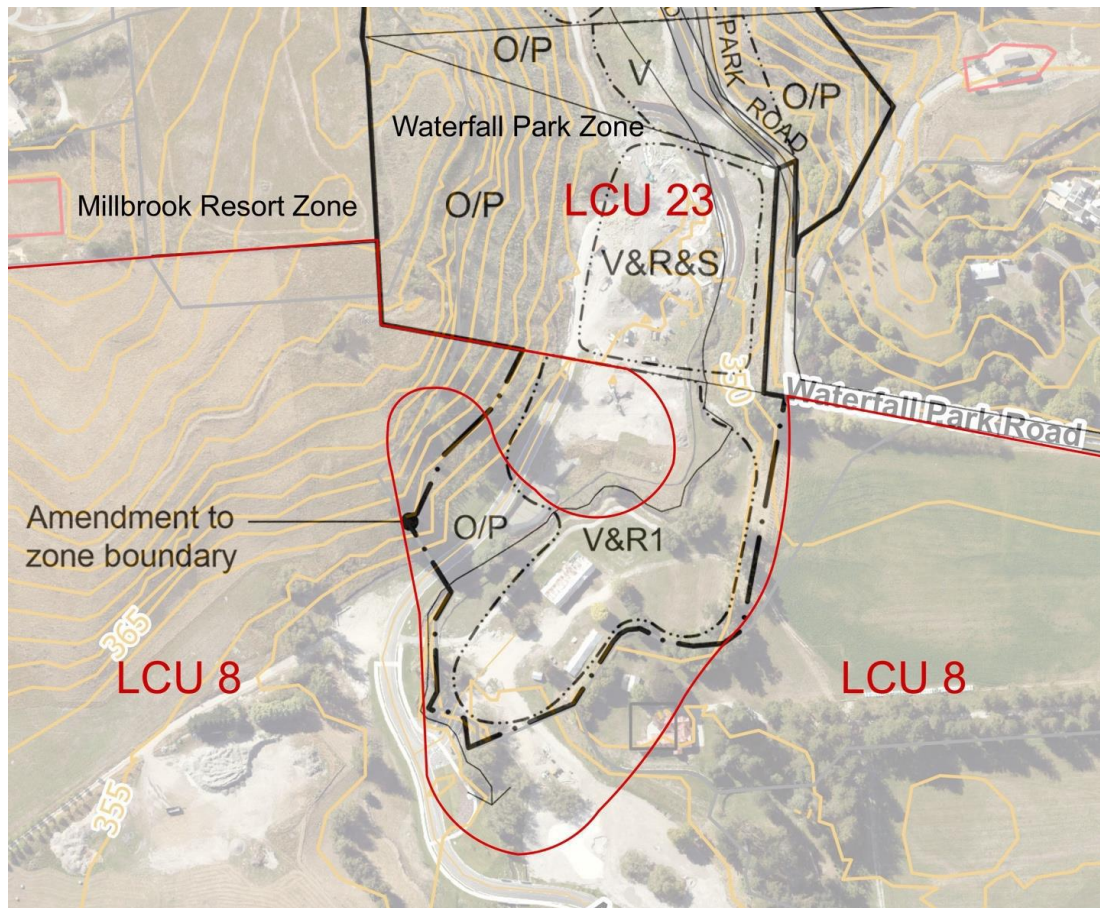 O/P
V
PARK ROAD
O/P
Waterfall Park Zone
Millbrook Resort Zone
O/P
LCU 23
V&R&S
350
Waterfall Park Road
Amendment to
zone boundary
O/P
V&R1
365
LCU 8
LCU 8
355